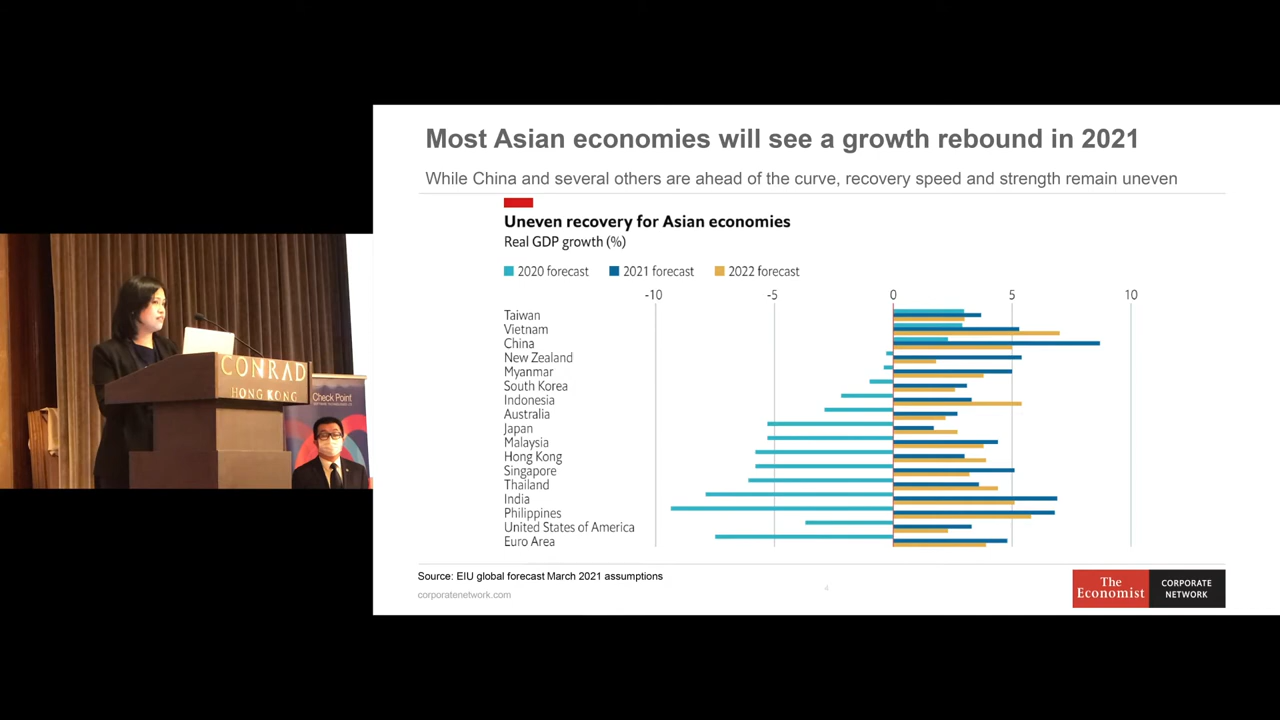 Most Asian economies will see a growth rebound in 2021
While China and several others are ahead of the curve, recovery speed and strength remain uneven
Uneven recovery for Asian economies
Real GDP growth (%)
2020 forecast 2021 forecast 2022 forecast
-10 -5 0 5 10
Taiwan
Vietnam
China
New Zealand
Myanmar
South Korea
Indonesia
Australia
Japan
Malaysia
Hong Kong
Singapore
Thailand
India
Philippines
United States of America
Euro Area
Source: EIU global forecast March 2021 assumptions
corporatenetwork.com
4
The
Economist
CORPORATE
NETWORK
CONRAD
HONG KONG
Check Point